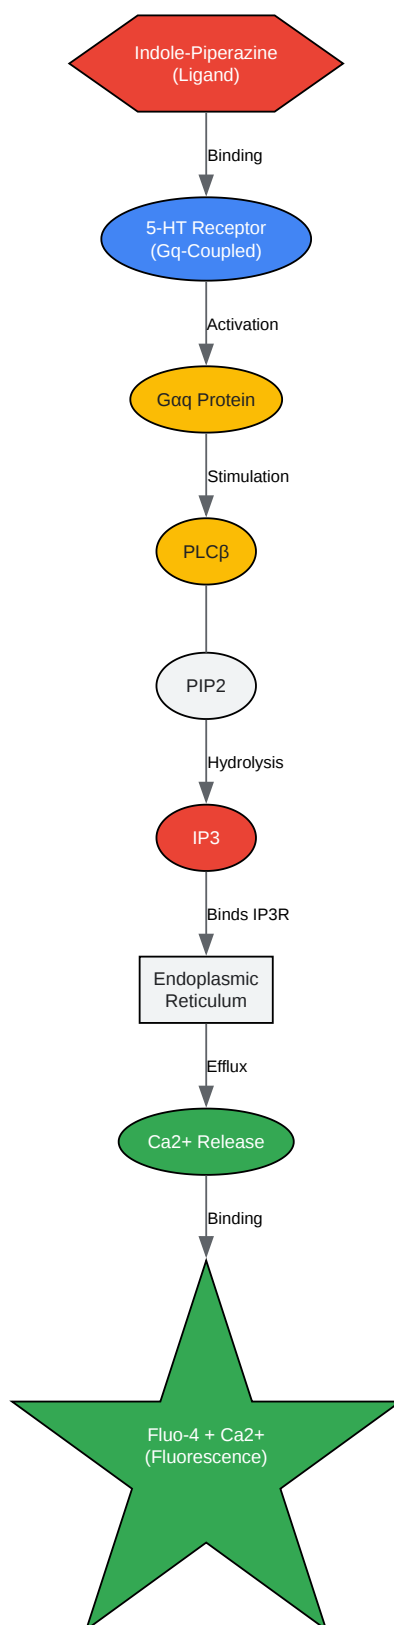 Indole-Piperazine
(Ligand)
Binding
5-HT Receptor
(Gq-Coupled)
Activation
Gαq Protein
Stimulation
PLCβ
PIP2
Hydrolysis
IP3
Binds IP3R
Endoplasmic
Reticulum
Efflux
Ca2+ Release
Binding
Fluo-4 + Ca2+
(Fluorescence)